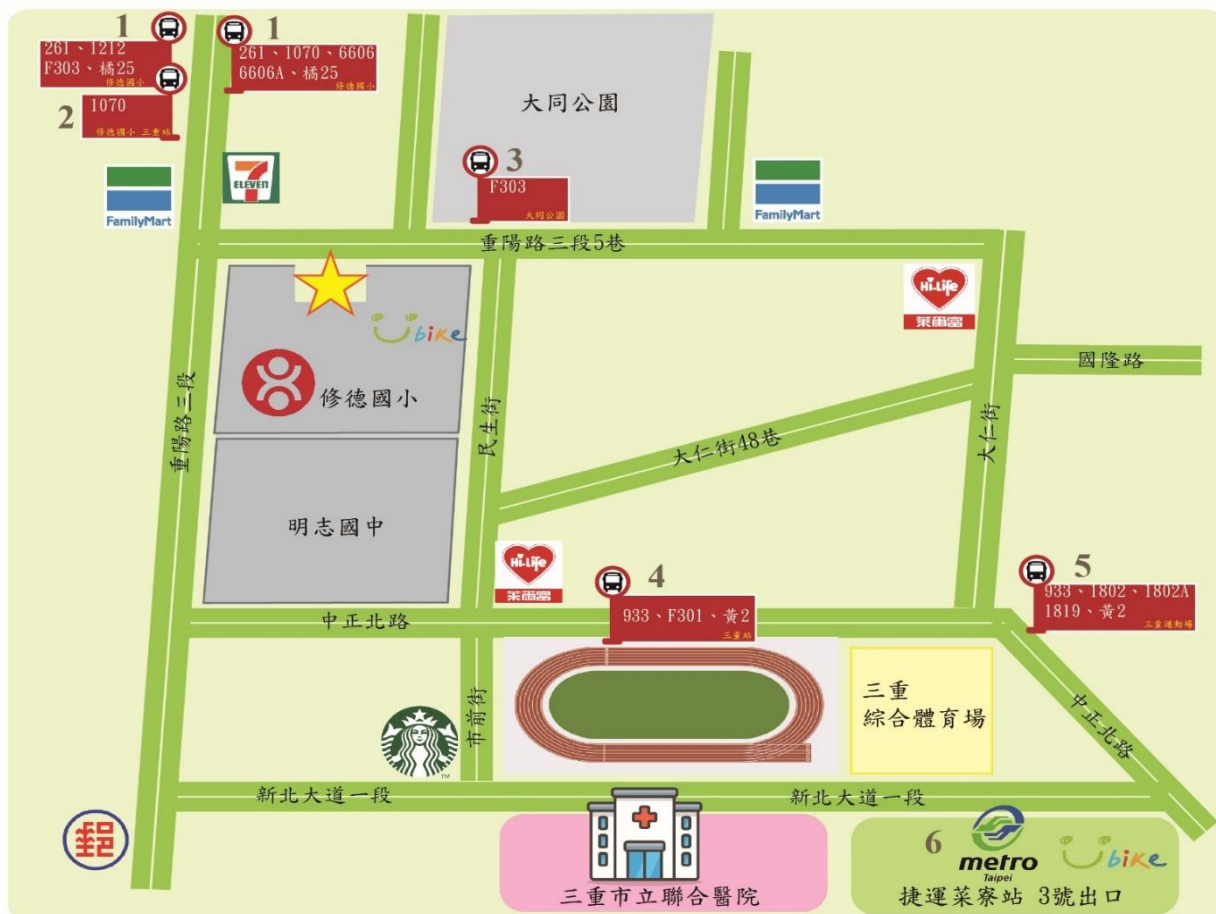 1
261、1212
F303、橘25
修德國小
2
1070
修德國小 三重站
1
261、1070、6606
6606A、橘25
修德國小
大同公園
3
F303
大同公園
7
ELEVEN
FamilyMart
FamilyMart
重陽路三段5巷
Hi-Life
萊爾富
bike
修德國小
國隆路
重陽路三段
民生街
大仁街48巷
大仁街
明志國中
Hi-Life
萊爾富
4
933、F301、黃2
三重站
5
933、1802、1802A
1819、黃2
三重運動場
中正北路
三重
綜合體育場
市前街
中正北路
新北大道一段
新北大道一段
郵
三重市立聯合醫院
6
metro
Taipei
bike
捷運菜寮站 3號出口